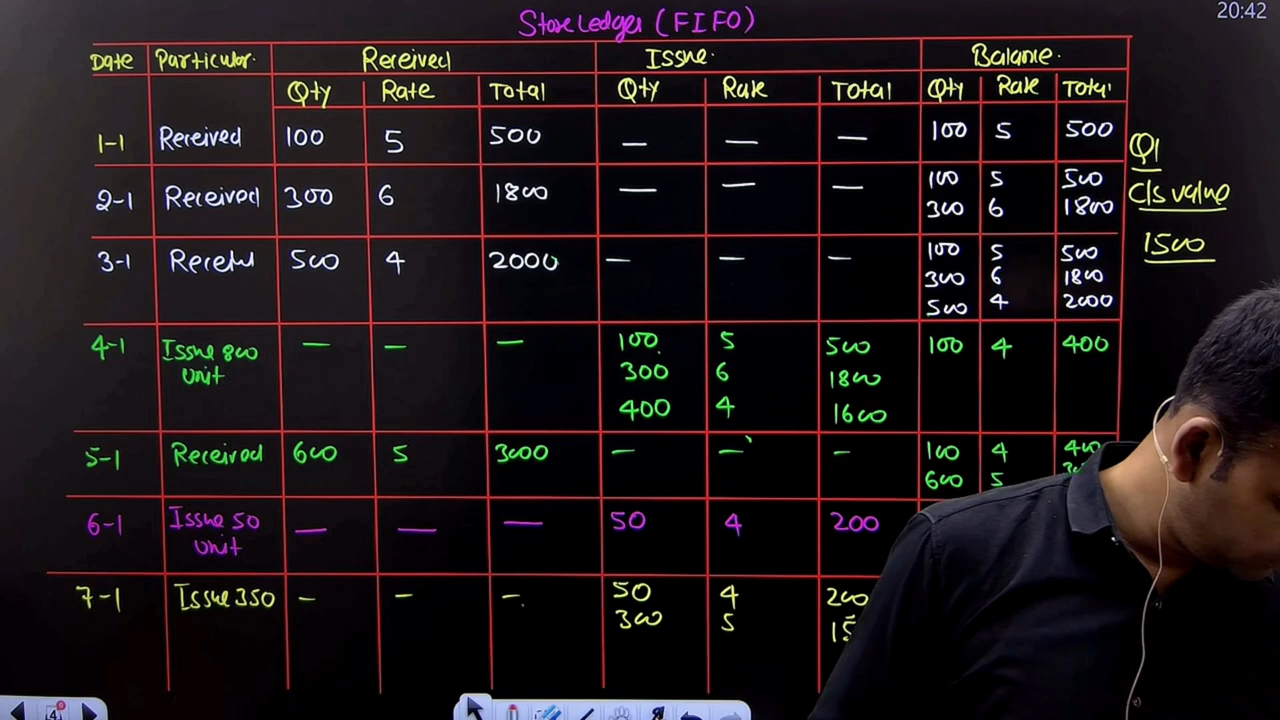 20:42
Store Ledger (FIFO)
Date Particular. Received Issue. Balance.
Qty Rate Total Qty Rate Total Qty Rate Total
1-1 Received 100 5 500 — — — 100 5 500
Q1
2-1 Received 300 6 1800 — — — 100 5 500
300 6 1800
C/s value
1500
3-1 Received 500 4 2000 — — — 100 5 500
300 6 1800
500 4 2000
4-1 Issue 800 — — — 100 5 500 100 4 400
Unit 300 6 1800
400 4 1600
5-1 Received 600 5 3000 — — — 100 4 400
600 5
6-1 Issue 50 — — — 50 4 200
Unit
7-1 Issue 350 — — — 50 4 200
300 5
4